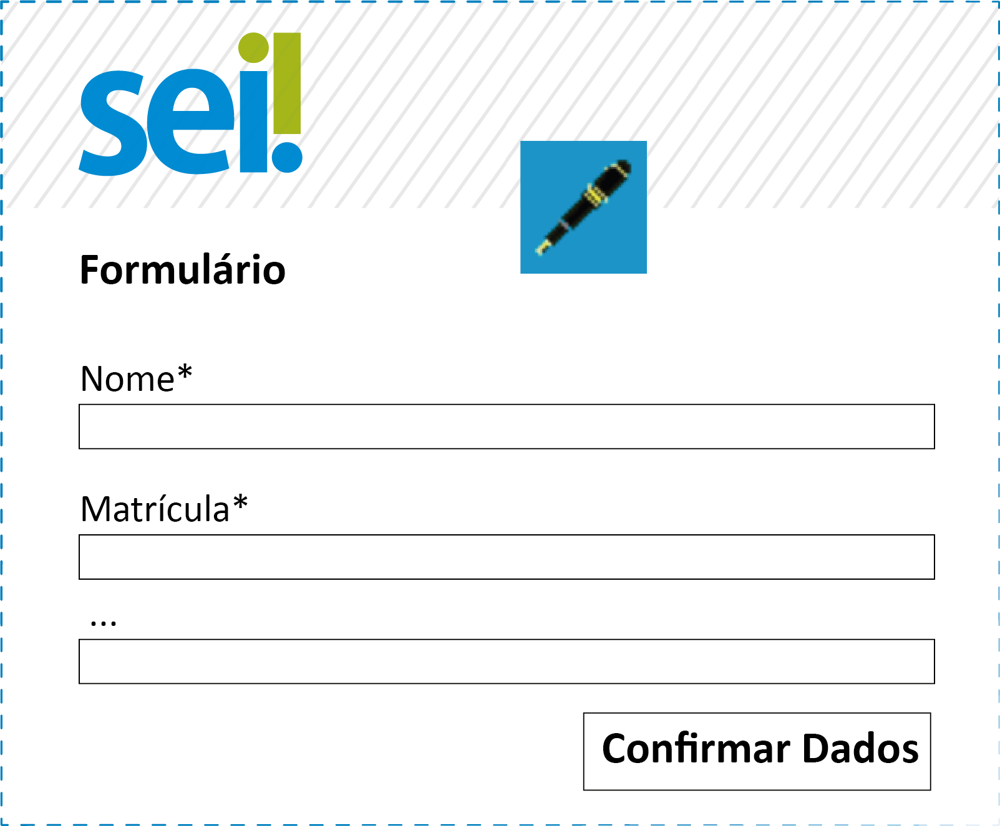 sei!
Formulário
Nome*
Matrícula*
...
Confirmar Dados